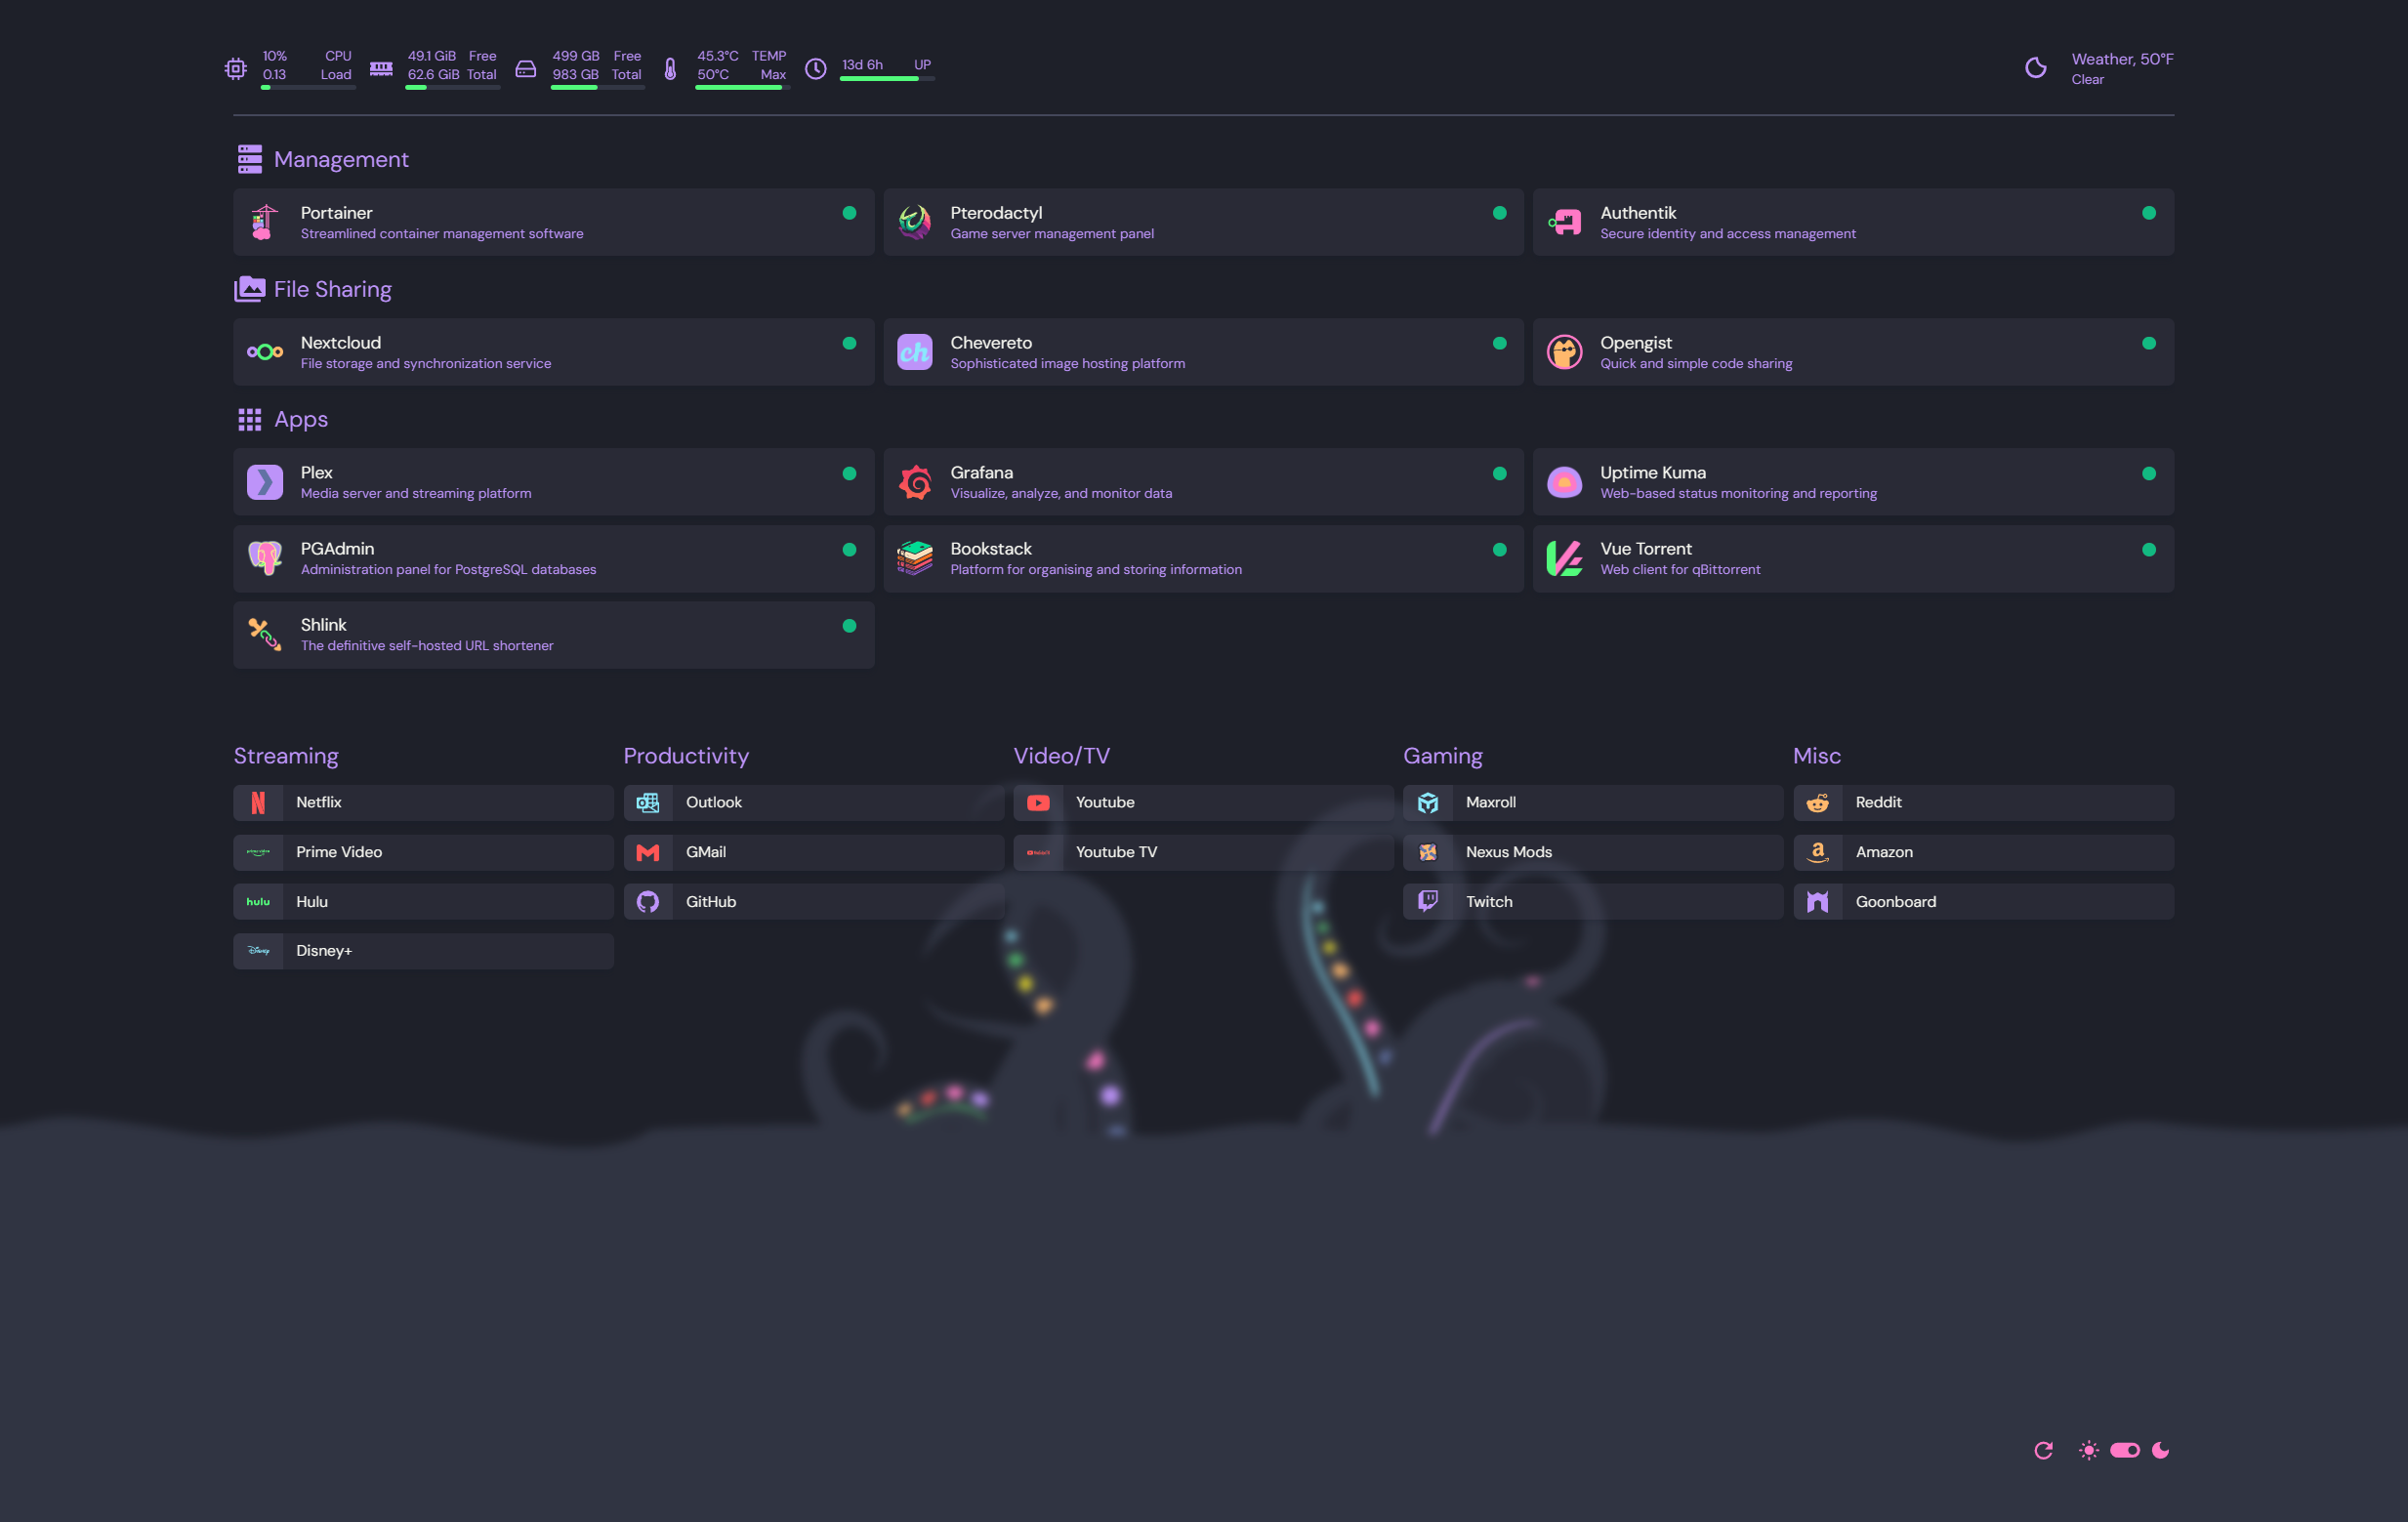 10% CPU
0.13 Load
49.1 GiB Free
62.6 GiB Total
499 GB Free
983 GB Total
45.3°C TEMP
50°C Max
13d 6h UP
Weather, 50°F
Clear
Management
Portainer
Streamlined container management software
Pterodactyl
Game server management panel
Authentik
Secure identity and access management
File Sharing
Nextcloud
File storage and synchronization service
ch
Chevereto
Sophisticated image hosting platform
Opengist
Quick and simple code sharing
Apps
Plex
Media server and streaming platform
Grafana
Visualize, analyze, and monitor data
Uptime Kuma
Web-based status monitoring and reporting
PGAdmin
Administration panel for PostgreSQL databases
Bookstack
Platform for organising and storing information
Vue Torrent
Web client for qBittorrent
Shlink
The definitive self-hosted URL shortener
Streaming
Netflix
prime video
Prime Video
hulu
Hulu
Disney
Disney+
Productivity
Outlook
GMail
GitHub
Video/TV
Youtube
Youtube TV
Gaming
Maxroll
Nexus Mods
Twitch
Misc
Reddit
Amazon
Goonboard